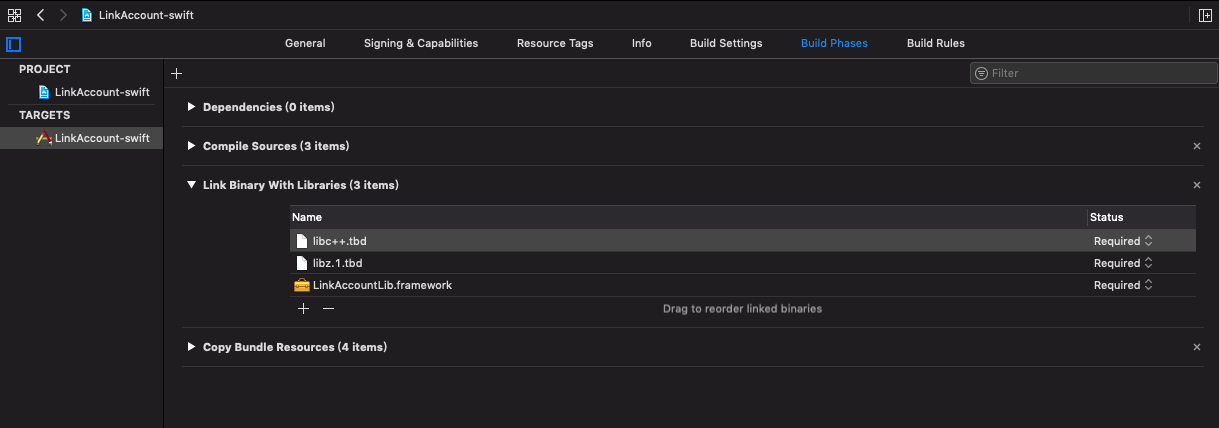 LinkAccount-swift
General Signing & Capabilities Resource Tags Info Build Settings Build Phases Build Rules
PROJECT
LinkAccount-swift
TARGETS
LinkAccount-swift
Filter
Dependencies (0 items)
Compile Sources (3 items)
Link Binary With Libraries (3 items)
Name Status
libc++.tbd Required
libz.1.tbd Required
LinkAccountLib.framework Required
Drag to reorder linked binaries
Copy Bundle Resources (4 items)